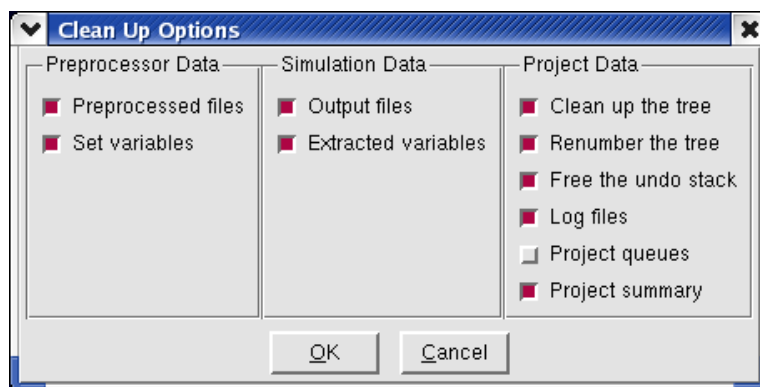 Clean Up Options
Preprocessor Data
Preprocessed files
Set variables
Simulation Data
Output files
Extracted variables
Project Data
Clean up the tree
Renumber the tree
Free the undo stack
Log files
Project queues
Project summary
OK
Cancel